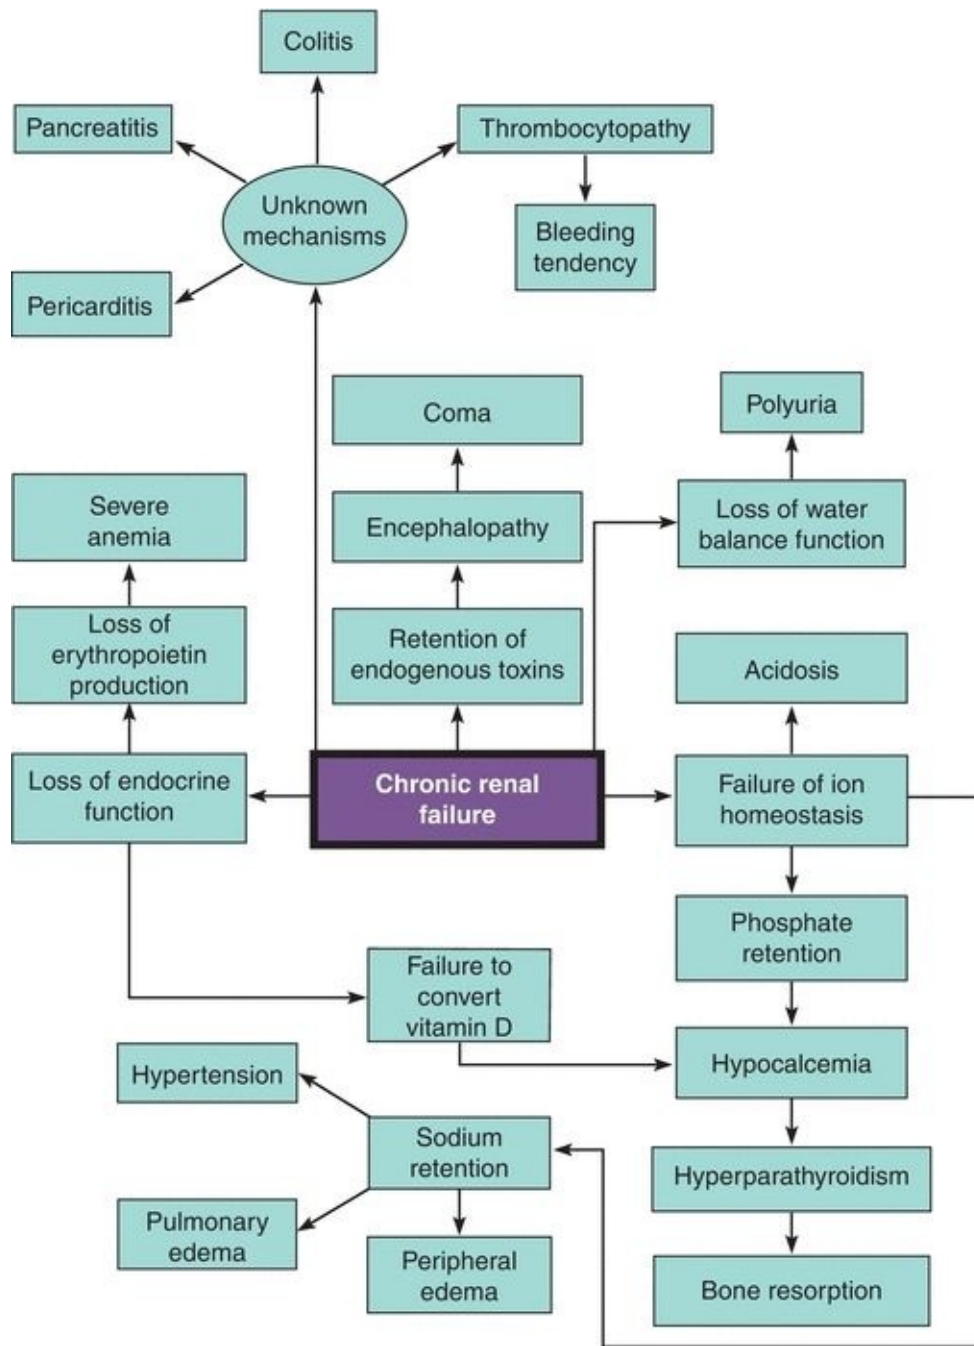 Colitis
Pancreatitis
Thrombocytopathy
Unknown
mechanisms
Bleeding
tendency
Pericarditis
Coma
Polyuria
Severe
anemia
Encephalopathy
Loss of water
balance function
Loss of
erythropoietin
production
Retention of
endogenous toxins
Acidosis
Loss of endocrine
function
Chronic renal
failure
Failure of ion
homeostasis
Phosphate
retention
Failure to
convert
vitamin D
Hypocalcemia
Hypertension
Sodium
retention
Hyperparathyroidism
Pulmonary
edema
Peripheral
edema
Bone resorption